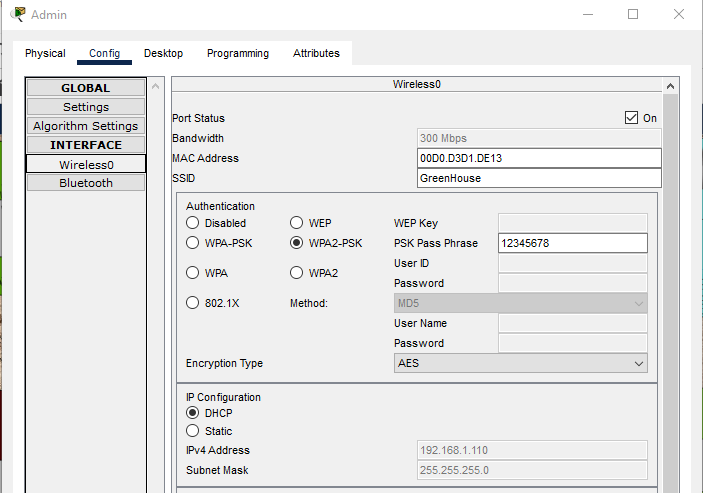 Admin
Physical Config Desktop Programming Attributes
GLOBAL
Settings
Algorithm Settings
INTERFACE
Wireless0
Bluetooth
Wireless0
Port Status On
Bandwidth 300 Mbps
MAC Address 00D0.D3D1.DE13
SSID GreenHouse
Authentication
Disabled WEP WEP Key
WPA-PSK WPA2-PSK PSK Pass Phrase 12345678
User ID
WPA WPA2
Password
802.1X Method: MD5
User Name
Password
Encryption Type AES
IP Configuration
DHCP
Static
IPv4 Address 192.168.1.110
Subnet Mask 255.255.255.0